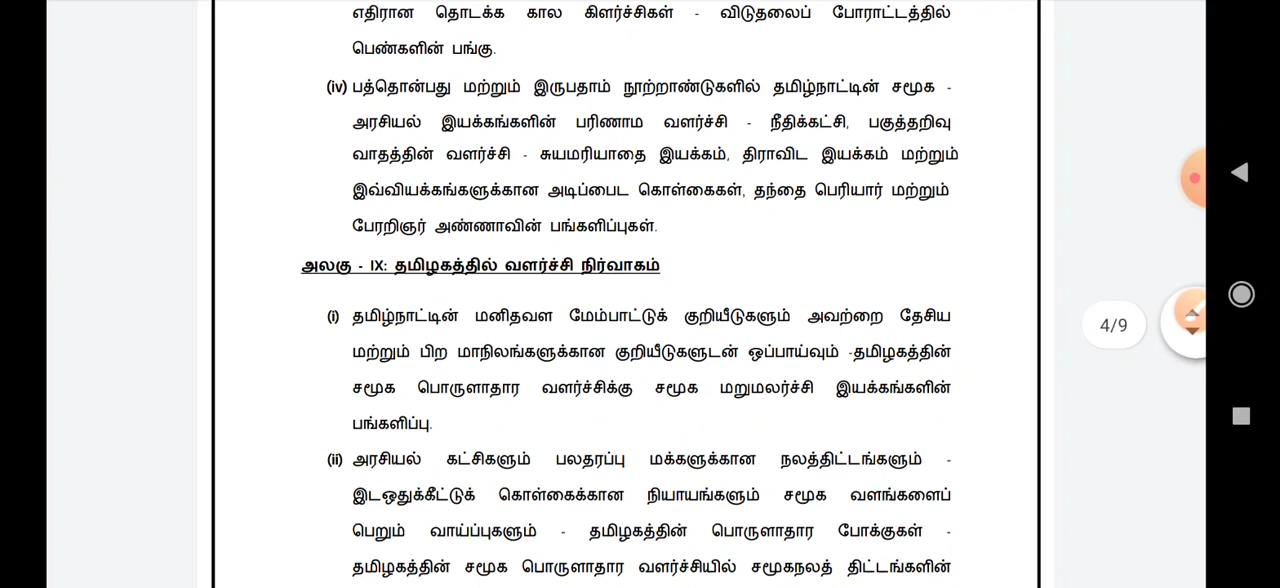 எதிரான தொடக்க கால கிளர்ச்சிகள் - விடுதலைப் போராட்டத்தில்
பெண்களின் பங்கு.
(iv) பத்தொன்பது மற்றும் இருபதாம் நூற்றாண்டுகளில் தமிழ்நாட்டின் சமூக -
அரசியல் இயக்கங்களின் பரிணாம வளர்ச்சி - நீதிக்கட்சி, பகுத்தறிவு
வாதத்தின் வளர்ச்சி - சுயமரியாதை இயக்கம், திராவிட இயக்கம் மற்றும்
இவ்வியக்கங்களுக்கான அடிப்படை கொள்கைகள், தந்தை பெரியார் மற்றும்
பேரறிஞர் அண்ணாவின் பங்களிப்புகள்.
அலகு - IX: தமிழகத்தில் வளர்ச்சி நிர்வாகம்
(i) தமிழ்நாட்டின் மனிதவள மேம்பாட்டுக் குறியீடுகளும் அவற்றை தேசிய
மற்றும் பிற மாநிலங்களுக்கான குறியீடுகளுடன் ஒப்பாய்வும் -தமிழகத்தின்
சமூக பொருளாதார வளர்ச்சிக்கு சமூக மறுமலர்ச்சி இயக்கங்களின்
பங்களிப்பு.
(ii) அரசியல் கட்சிகளும் பலதரப்பு மக்களுக்கான நலத்திட்டங்களும் -
இடஒதுக்கீட்டுக் கொள்கைக்கான நியாயங்களும் சமூக வளங்களைப்
பெறும் வாய்ப்புகளும் - தமிழகத்தின் பொருளாதார போக்குகள் -
தமிழகத்தின் சமூக பொருளாதார வளர்ச்சியில் சமூகநலத் திட்டங்களின்
4/9